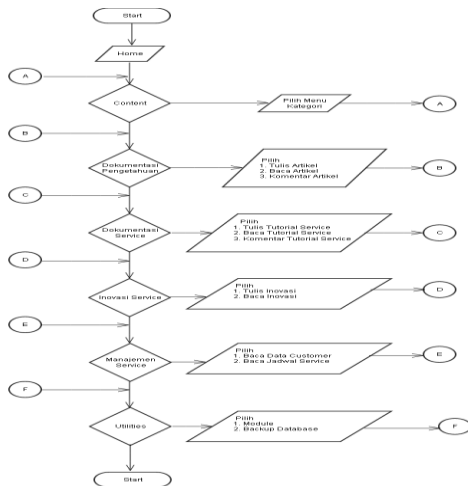 Start
Home
A
Content
Pilih Menu
Kategori
A
B
Dokumentasi
Pengetahuan
Pilih
1. Tulis Artikel
2. Baca Artikel
3. Komentar Artikel
B
C
Dokumentasi
Service
Pilih
1. Tulis Tutorial Service
2. Baca Tutorial Service
3. Komentar Tutorial Service
C
D
Inovasi Service
Pilih
1. Tulis Inovasi
2. Baca Inovasi
D
E
Manajemen
Service
Pilih
1. Baca Data Customer
2. Baca Jadwal Service
E
F
Utilities
Pilih
1. Module
2. Backup Database
F
Start